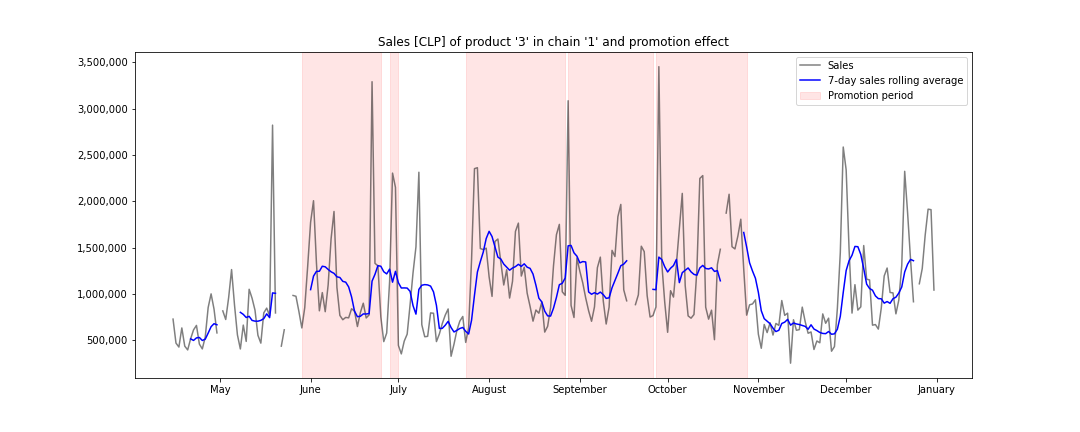 Sales [CLP] of product '3' in chain '1' and promotion effect
3,500,000
3,000,000
2,500,000
2,000,000
1,500,000
1,000,000
500,000
Sales
7-day sales rolling average
Promotion period
May
June
July
August
September
October
November
December
January